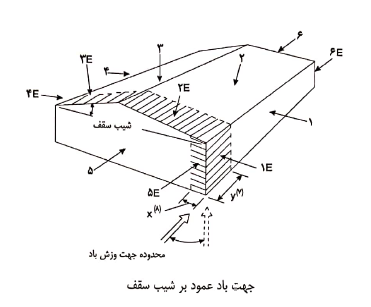 ۶
۶E
۳
۳E
۴
۲
۴E
۲E
شیب سقف
۱
۵
۱E
۵E
y(۲)
x(۸)
محدوده جهت وزش باد
جهت باد عمود بر شیب سقف